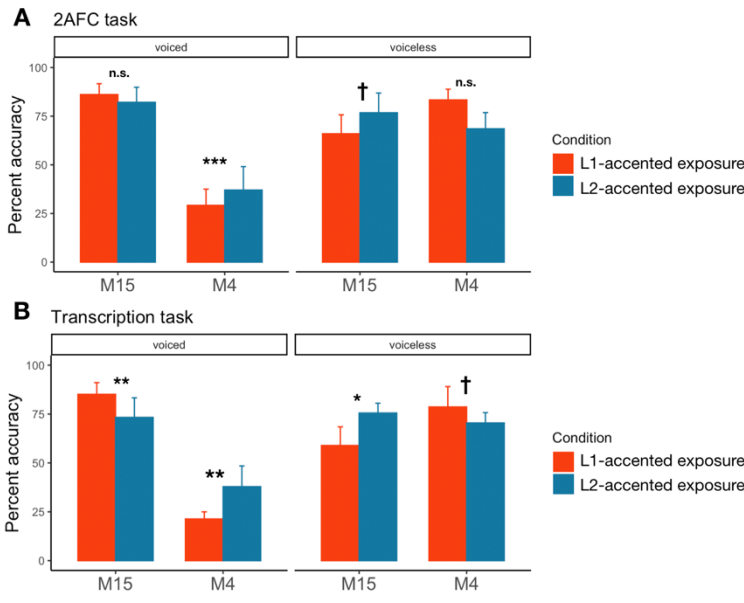 A 2AFC task
voiced voiceless
100
75
50
25
0
Percent accuracy
n.s.
***
†
n.s.
M15 M4 M15 M4
Condition
L1-accented exposure
L2-accented exposure
B Transcription task
voiced voiceless
100
75
50
25
0
Percent accuracy
**
**
*
†
M15 M4 M15 M4
Condition
L1-accented exposure
L2-accented exposure